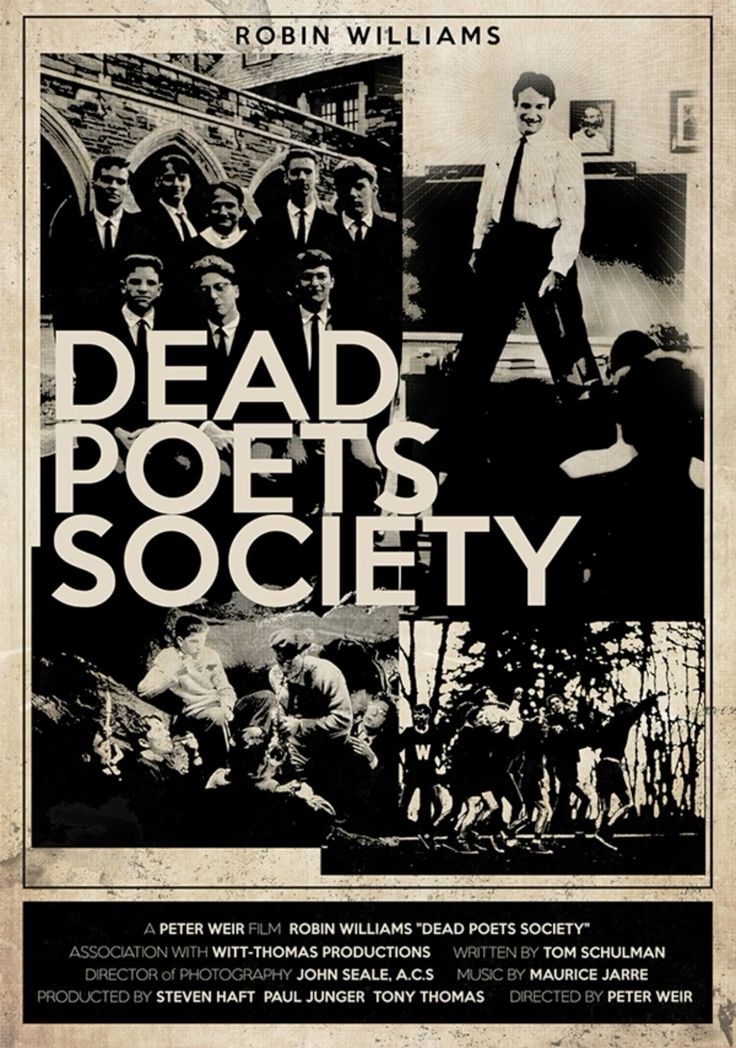 ROBIN WILLIAMS
DEAD
POETS
SOCIETY
W
A PETER WEIR FILM ROBIN WILLIAMS "DEAD POETS SOCIETY"
ASSOCIATION WITH WITT-THOMAS PRODUCTIONS WRITTEN BY TOM SCHULMAN
DIRECTOR of PHOTOGRAPHY JOHN SEALE, A.C.S MUSIC BY MAURICE JARRE
PRODUCTED BY STEVEN HAFT PAUL JUNGER TONY THOMAS DIRECTED BY PETER WEIR